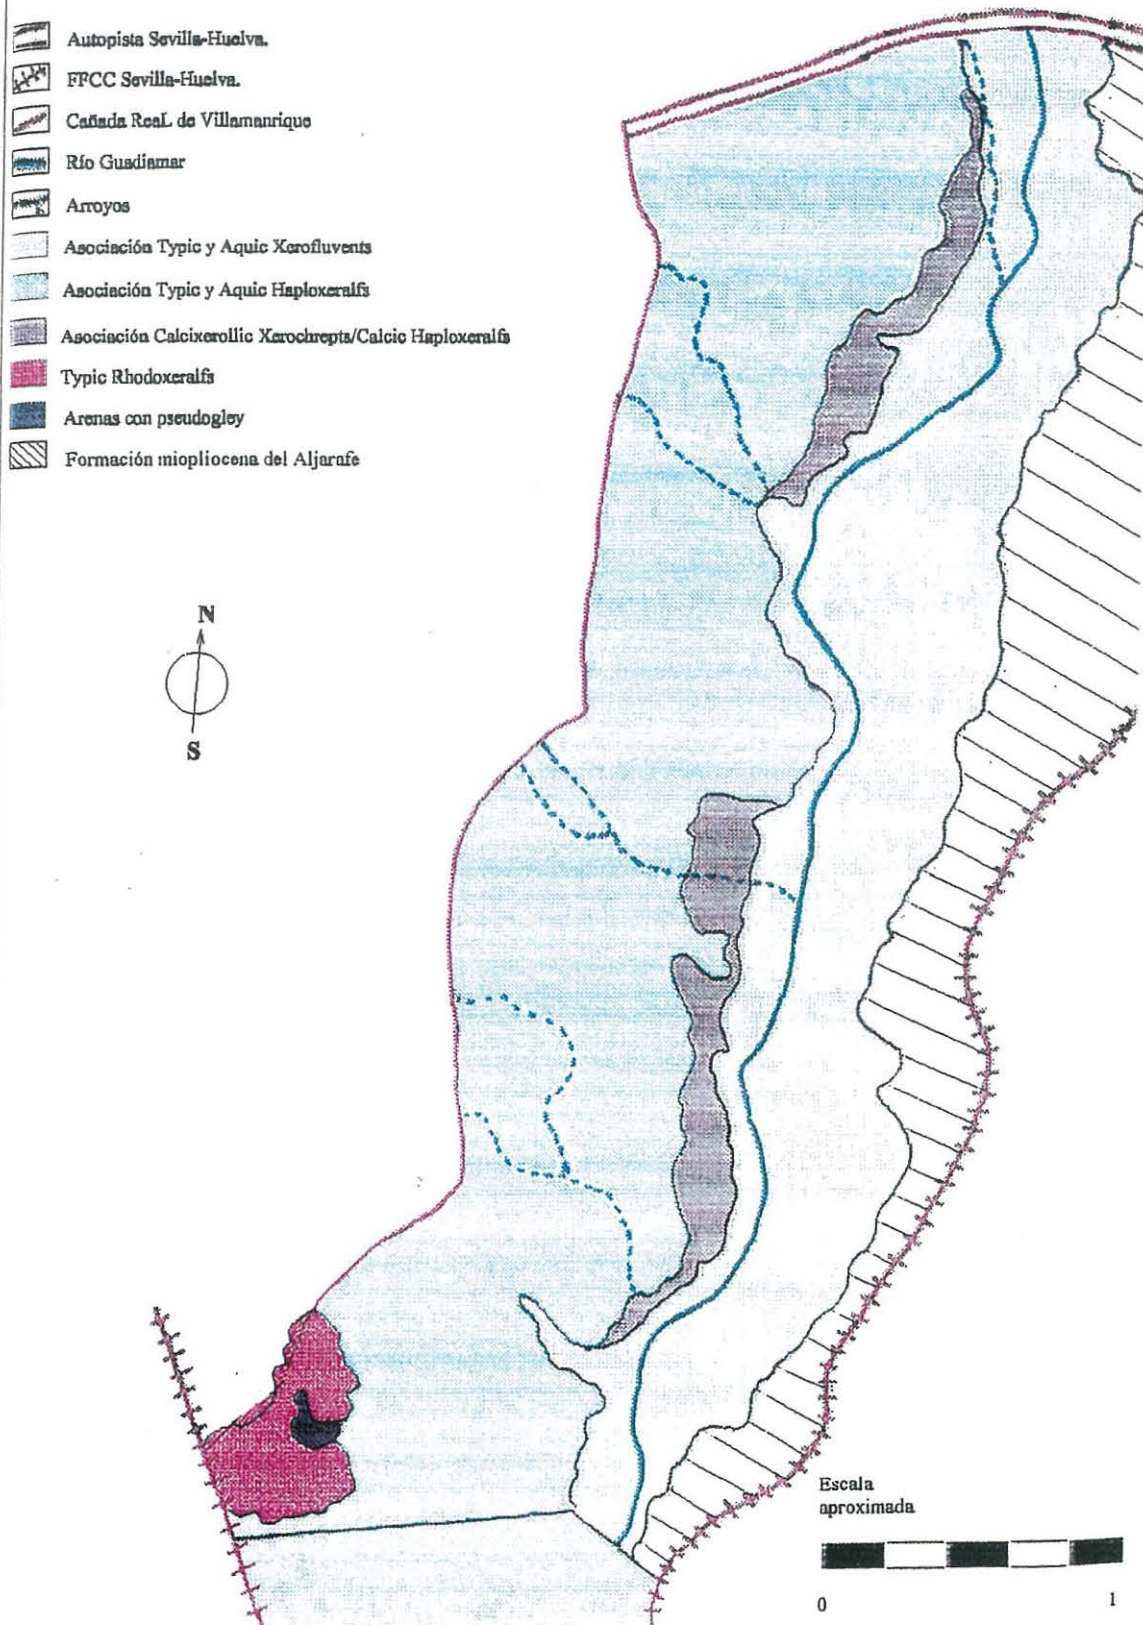 Autopista Sevilla-Huelva.
FFCC Sevilla-Huelva.
Cañada ReaL de Villamanrique
Río Guadiamar
Arroyos
Asociación Typic y Aquic Xerofluvents
Asociación Typic y Aquic Haploxeralfs
Asociación Calcixerollic Xerochrepts/Calcic Haploxeralfs
Typic Rhodoxeralfs
Arenas con pseudogley
Formación miopliocena del Aljarafe
N
S
Escala
aproximada
0 1